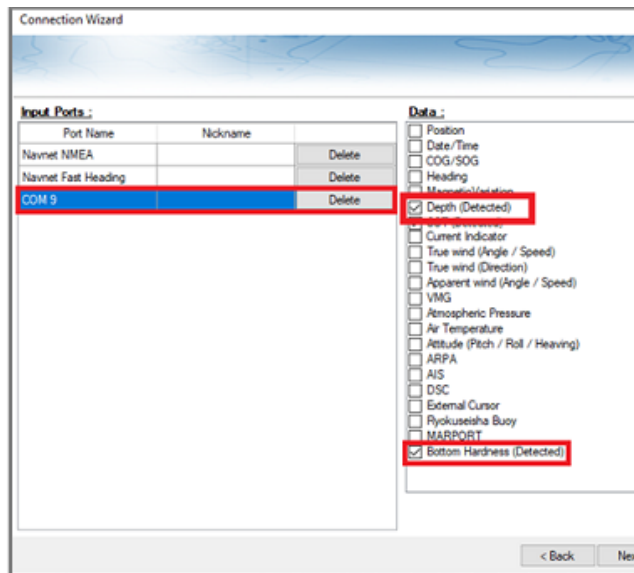 Connection Wizard
Input Ports :
Port Name Nickname
Navnet NMEA Delete
Navnet Fast Heading Delete
COM 9 Delete
Data :
Position
Date/Time
COG/SOG
Heading
Magnetic Variation
Depth (Detected)
Current Indicator
True wind (Angle / Speed)
True wind (Direction)
Apparent wind (Angle / Speed)
VMG
Atmospheric Pressure
Air Temperature
Attitude (Pitch / Roll / Heaving)
ARPA
AIS
DSC
External Cursor
Ryokuseisha Buoy
MARPORT
Bottom Hardness (Detected)
< Back